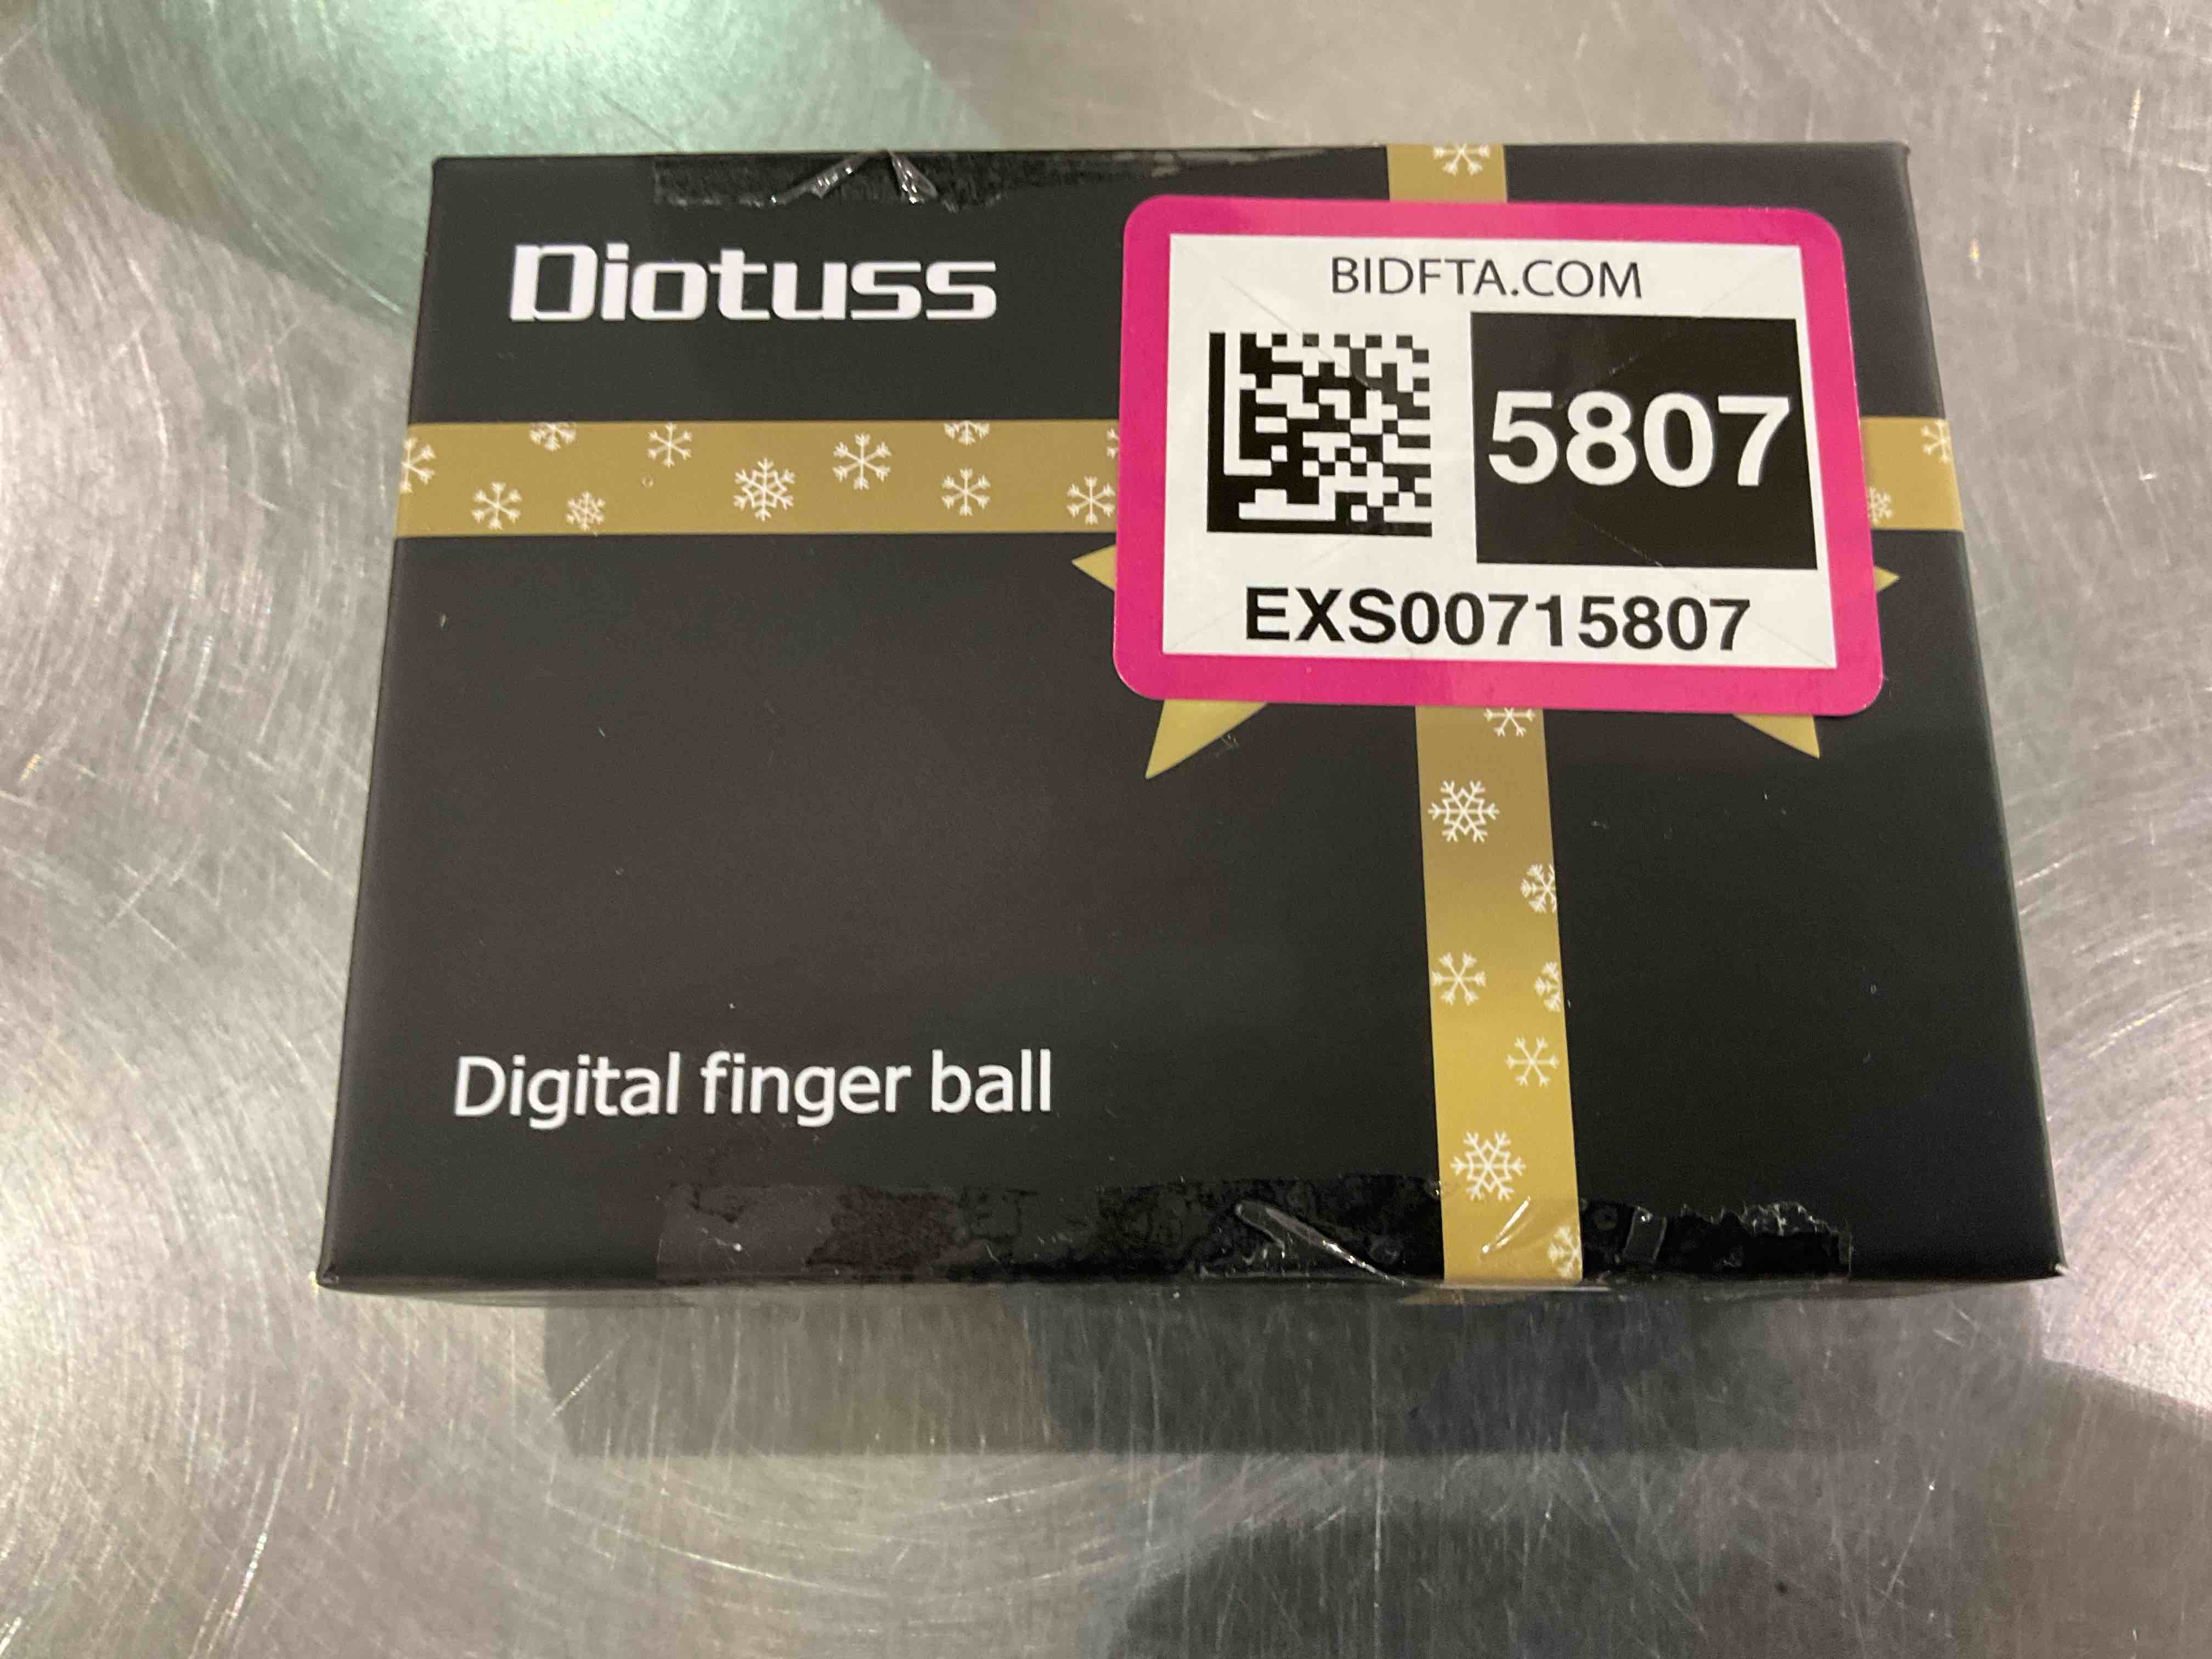 Diotuss
BIDFTA.COM
5807
EXS00715807
Digital finger ball